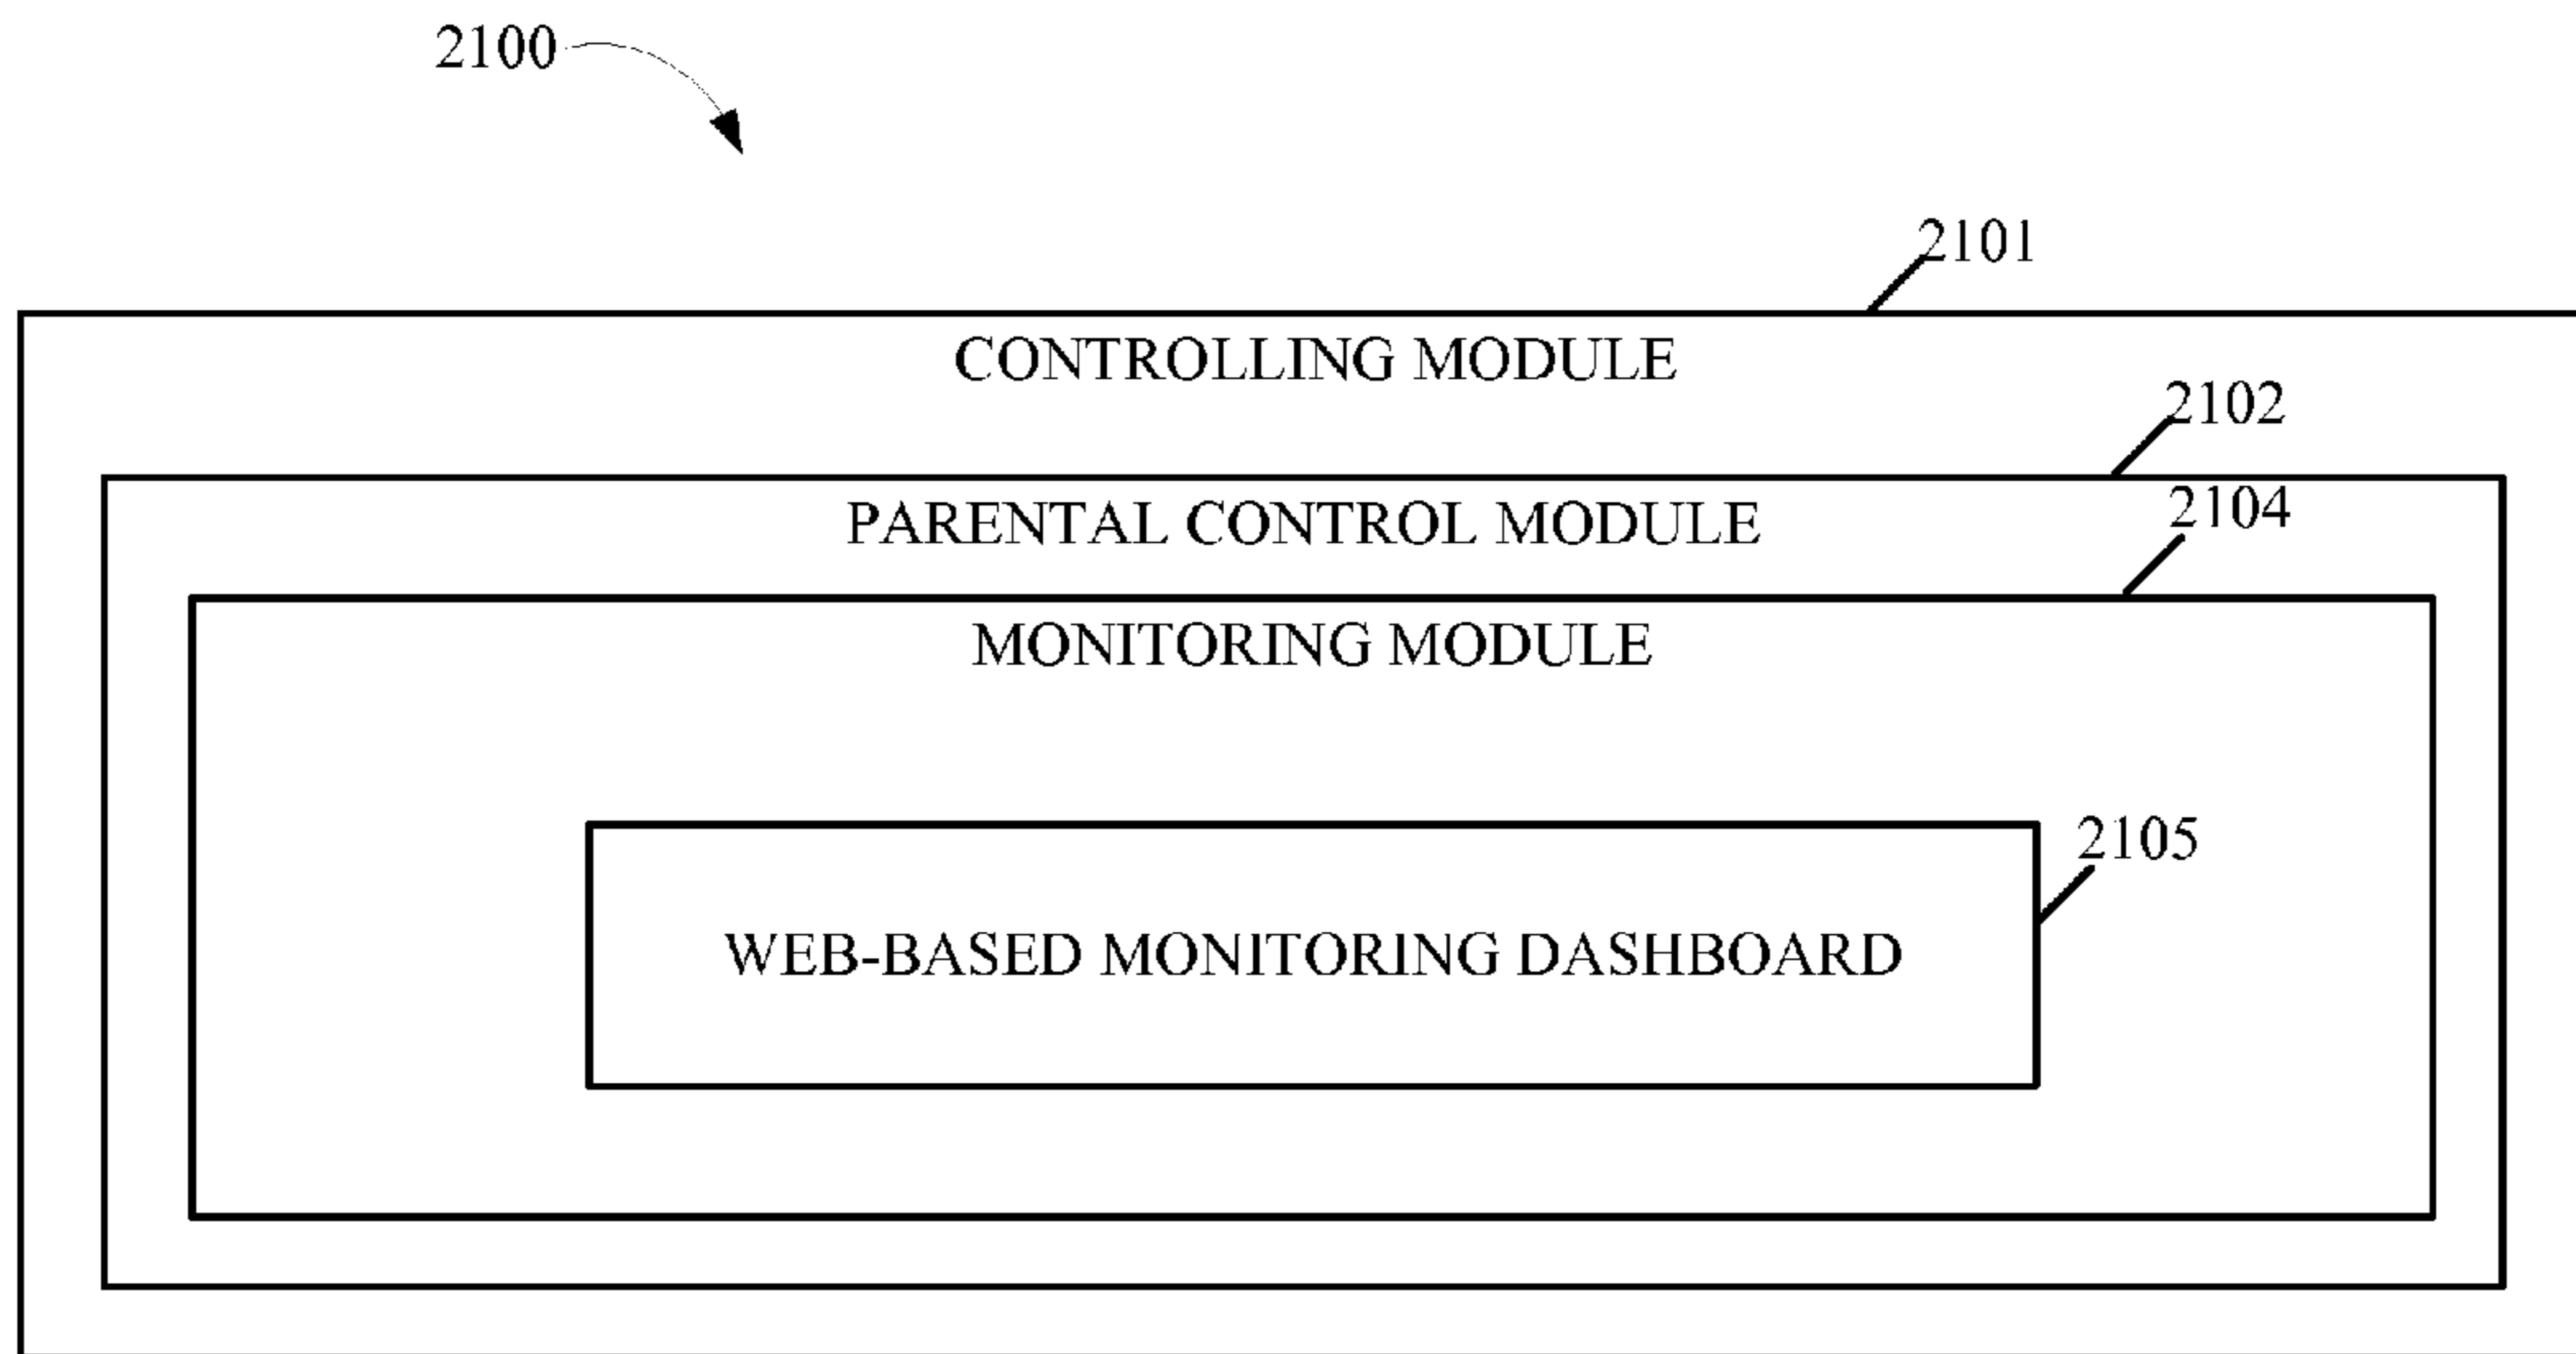 2100
2101
CONTROLLING MODULE
2102
PARENTAL CONTROL MODULE
2104
MONITORING MODULE
2105
WEB-BASED MONITORING DASHBOARD